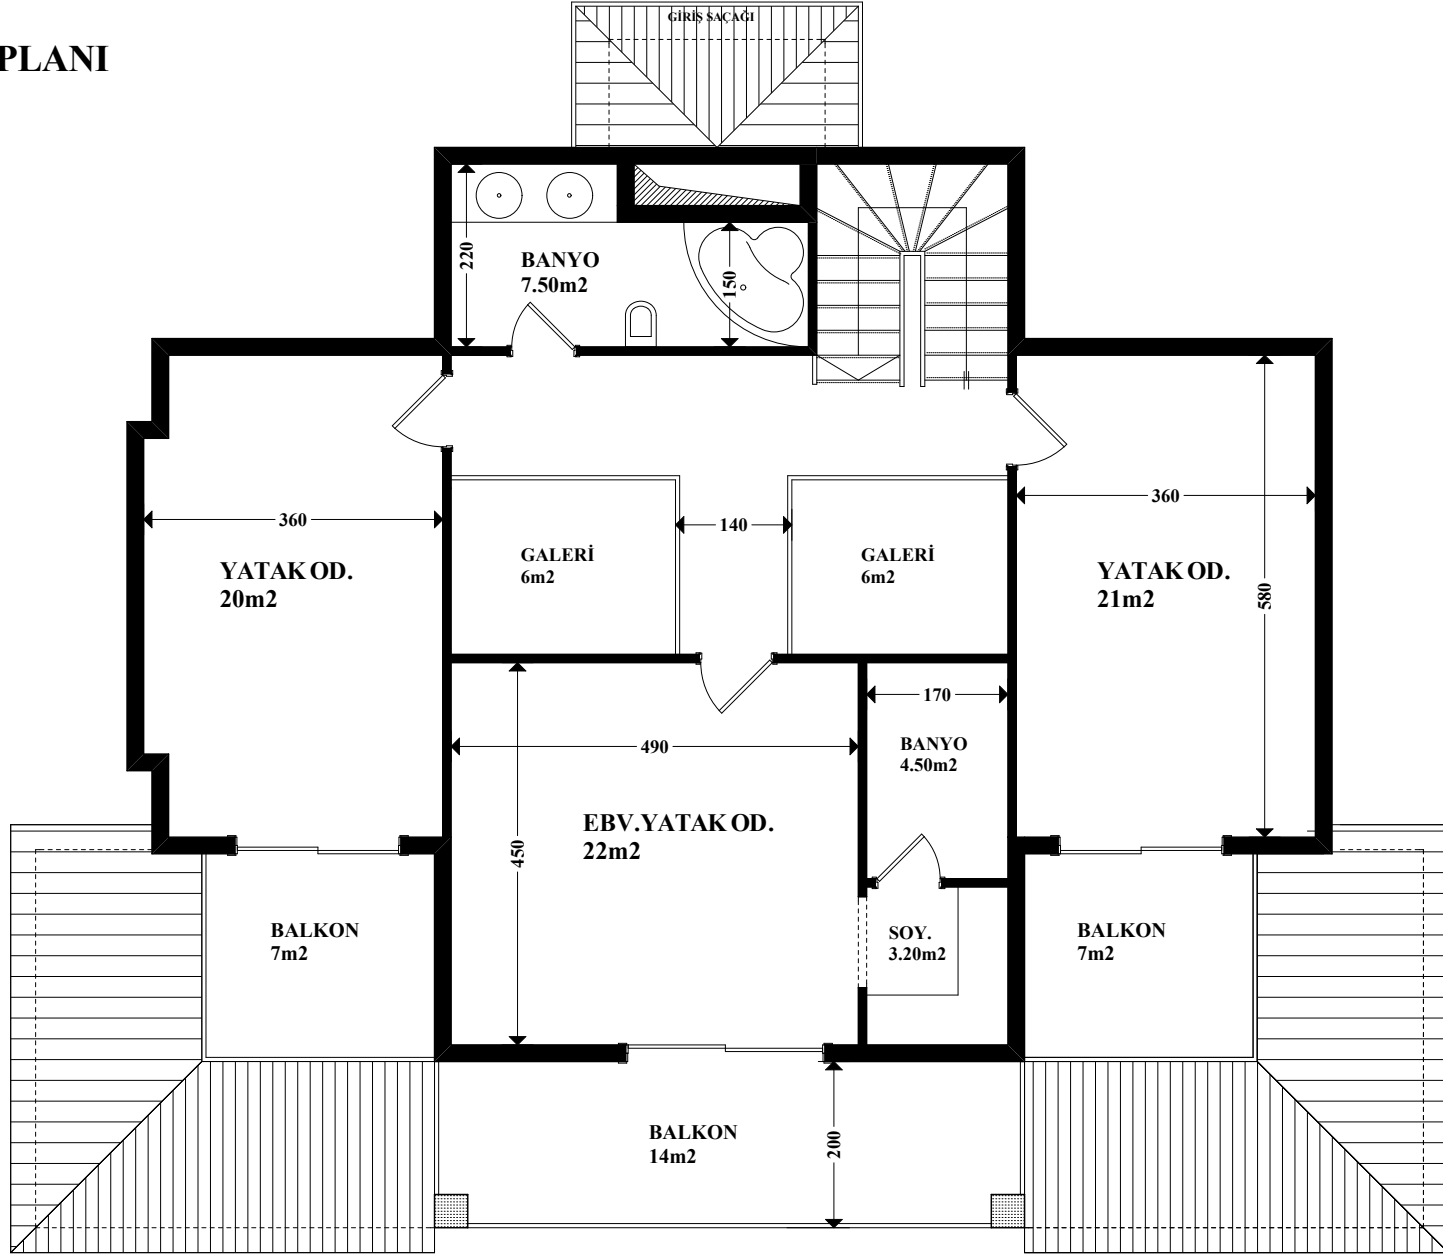 GİRİŞ SAÇAĞI
PLANI
220
BANYO
7.50m2
150
360
360
140
GALERİ
6m2
GALERİ
6m2
YATAK OD.
20m2
YATAK OD.
21m2
580
170
490
BANYO
4.50m2
EBV.YATAK OD.
22m2
450
BALKON
7m2
SOY.
3.20m2
BALKON
7m2
BALKON
14m2
200